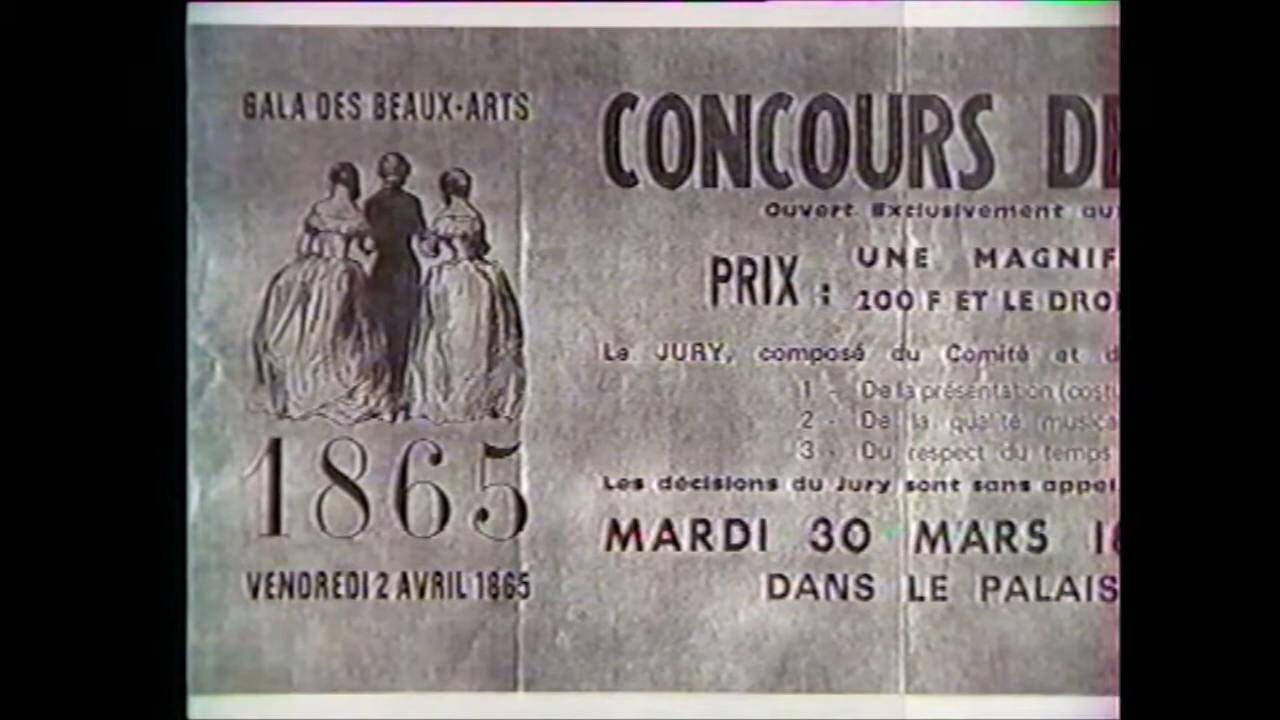 GALA DES BEAUX-ARTS
1865
VENDREDI 2 AVRIL 1865
CONCOURS DE
Ouvert Exclusivement au
PRIX :
UNE MAGNIF
200 F ET LE DRO
Le JURY, composé du Comité et d
1 - De la présentation (cost
2 - De la qualité musica
3 - Du respect du temps
Les décisions du Jury sont sans appel
MARDI 30 MARS 18
DANS LE PALAIS